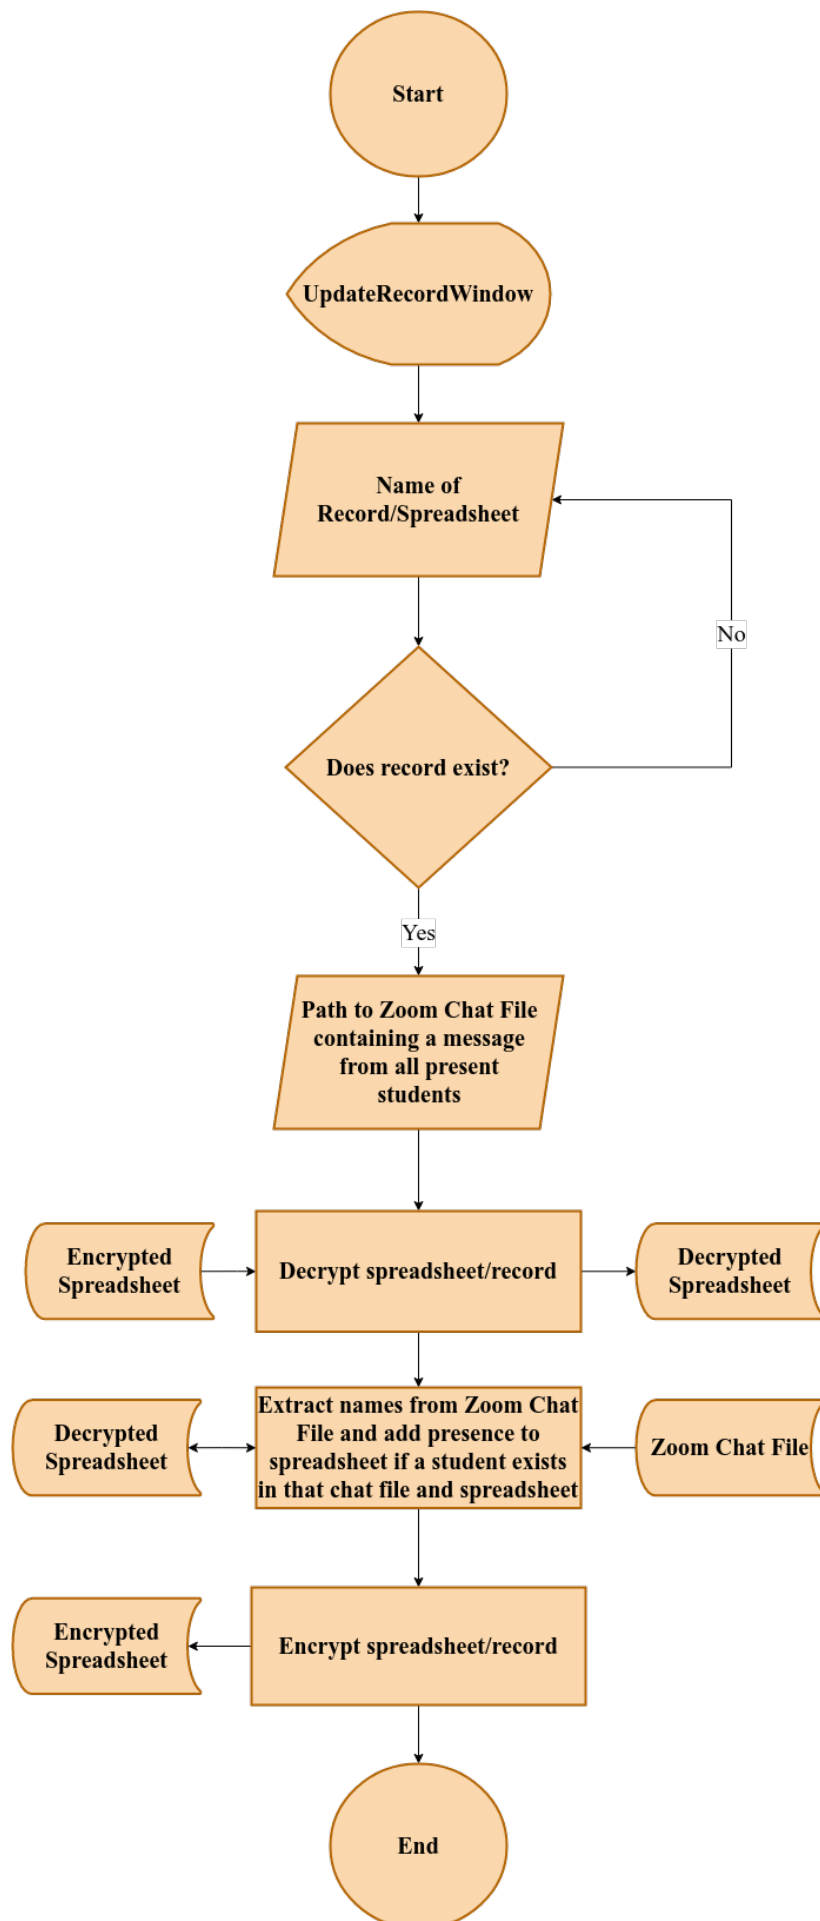 Start
UpdateRecordWindow
Name of
Record/Spreadsheet
No
Does record exist?
Yes
Path to Zoom Chat File
containing a message
from all present
students
Encrypted
Spreadsheet
Decrypt spreadsheet/record
Decrypted
Spreadsheet
Decrypted
Spreadsheet
Extract names from Zoom Chat
File and add presence to
spreadsheet if a student exists
in that chat file and spreadsheet
Zoom Chat File
Encrypted
Spreadsheet
Encrypt spreadsheet/record
End